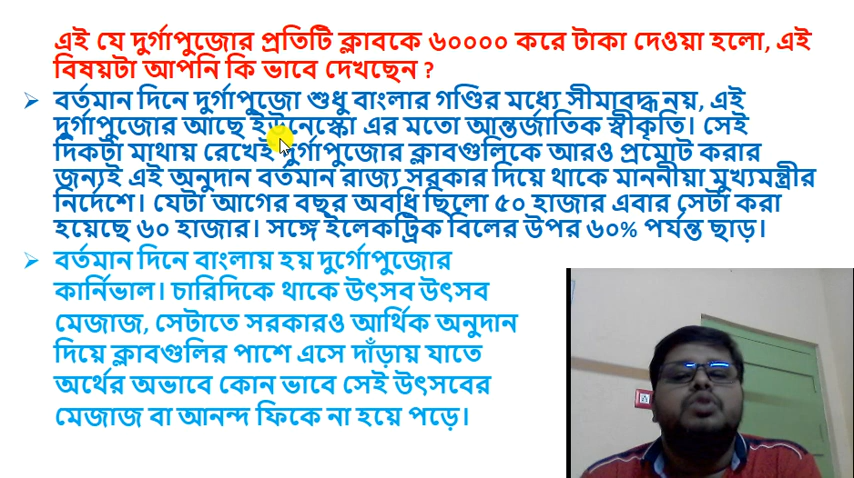 এই যে দুর্গাপুজোর প্রতিটি ক্লাবকে ৬০০০০ করে টাকা দেওয়া হলো, এই
বিষয়টা আপনি কি ভাবে দেখছেন ?
বর্তমান দিনে দুর্গাপুজো শুধু বাংলার গণ্ডির মধ্যে সীমাবদ্ধ নয়, এই
দুর্গাপুজোর আছে ইউনেস্কো এর মতো আন্তর্জাতিক স্বীকৃতি। সেই
দিকটা মাথায় রেখেই দুর্গাপুজোর ক্লাবগুলিকে আরও প্রমোট করার
জন্যই এই অনুদান বর্তমান রাজ্য সরকার দিয়ে থাকে মাননীয়া মুখ্যমন্ত্রীর
নির্দেশে। যেটা আগের বছর অবধি ছিলো ৫০ হাজার এবার সেটা করা
হয়েছে ৬০ হাজার। সঙ্গে ইলেকট্রিক বিলের উপর ৬০% পর্যন্ত ছাড়।
বর্তমান দিনে বাংলায় হয় দুর্গোপুজোর
কার্নিভাল। চারিদিকে থাকে উৎসব উৎসব
মেজাজ, সেটাতে সরকারও আর্থিক অনুদান
দিয়ে ক্লাবগুলির পাশে এসে দাঁড়ায় যাতে
অর্থের অভাবে কোন ভাবে সেই উৎসবের
মেজাজ বা আনন্দ ফিকে না হয়ে পড়ে।